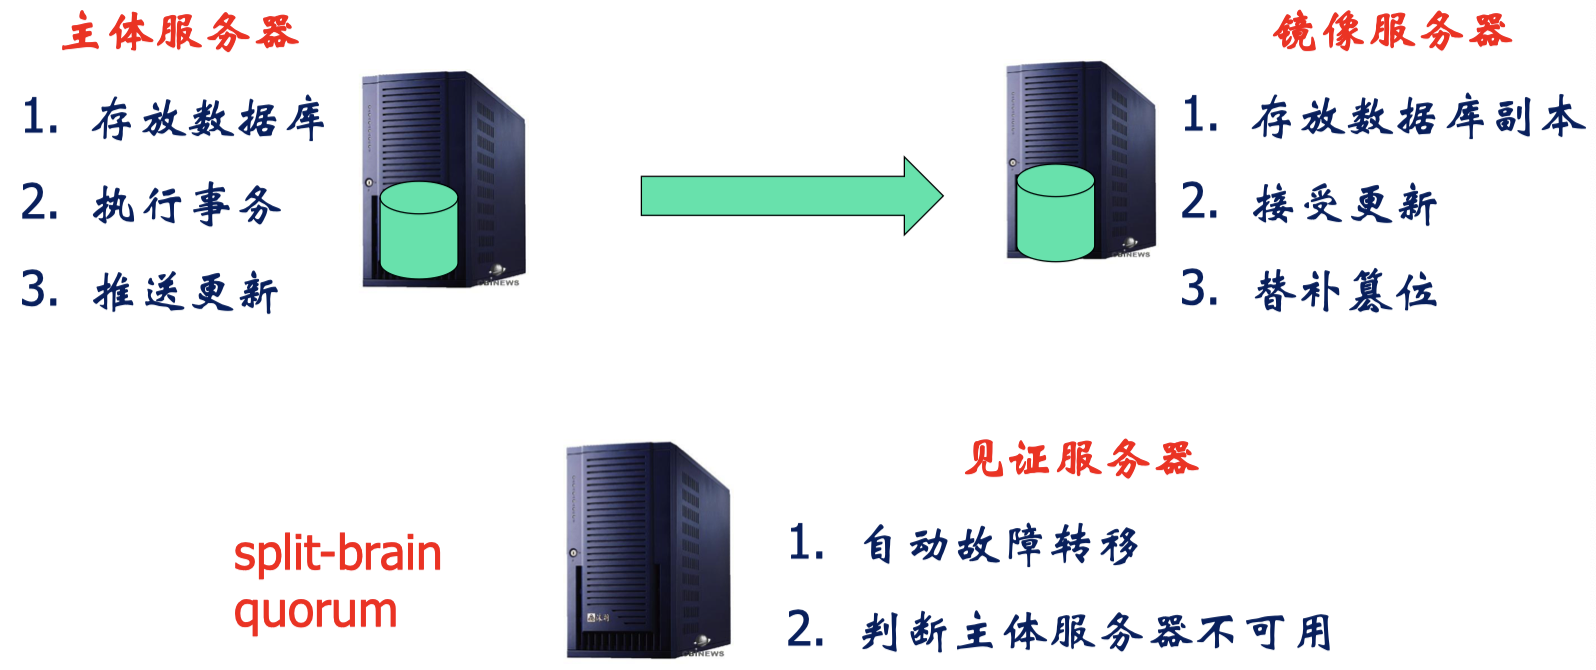 主体服务器
1. 存放数据库
2. 执行事务
3. 推送更新
镜像服务器
1. 存放数据库副本
2. 接受更新
3. 替补篡位
见证服务器
1. 自动故障转移
2. 判断主体服务器不可用
split-brain
quorum